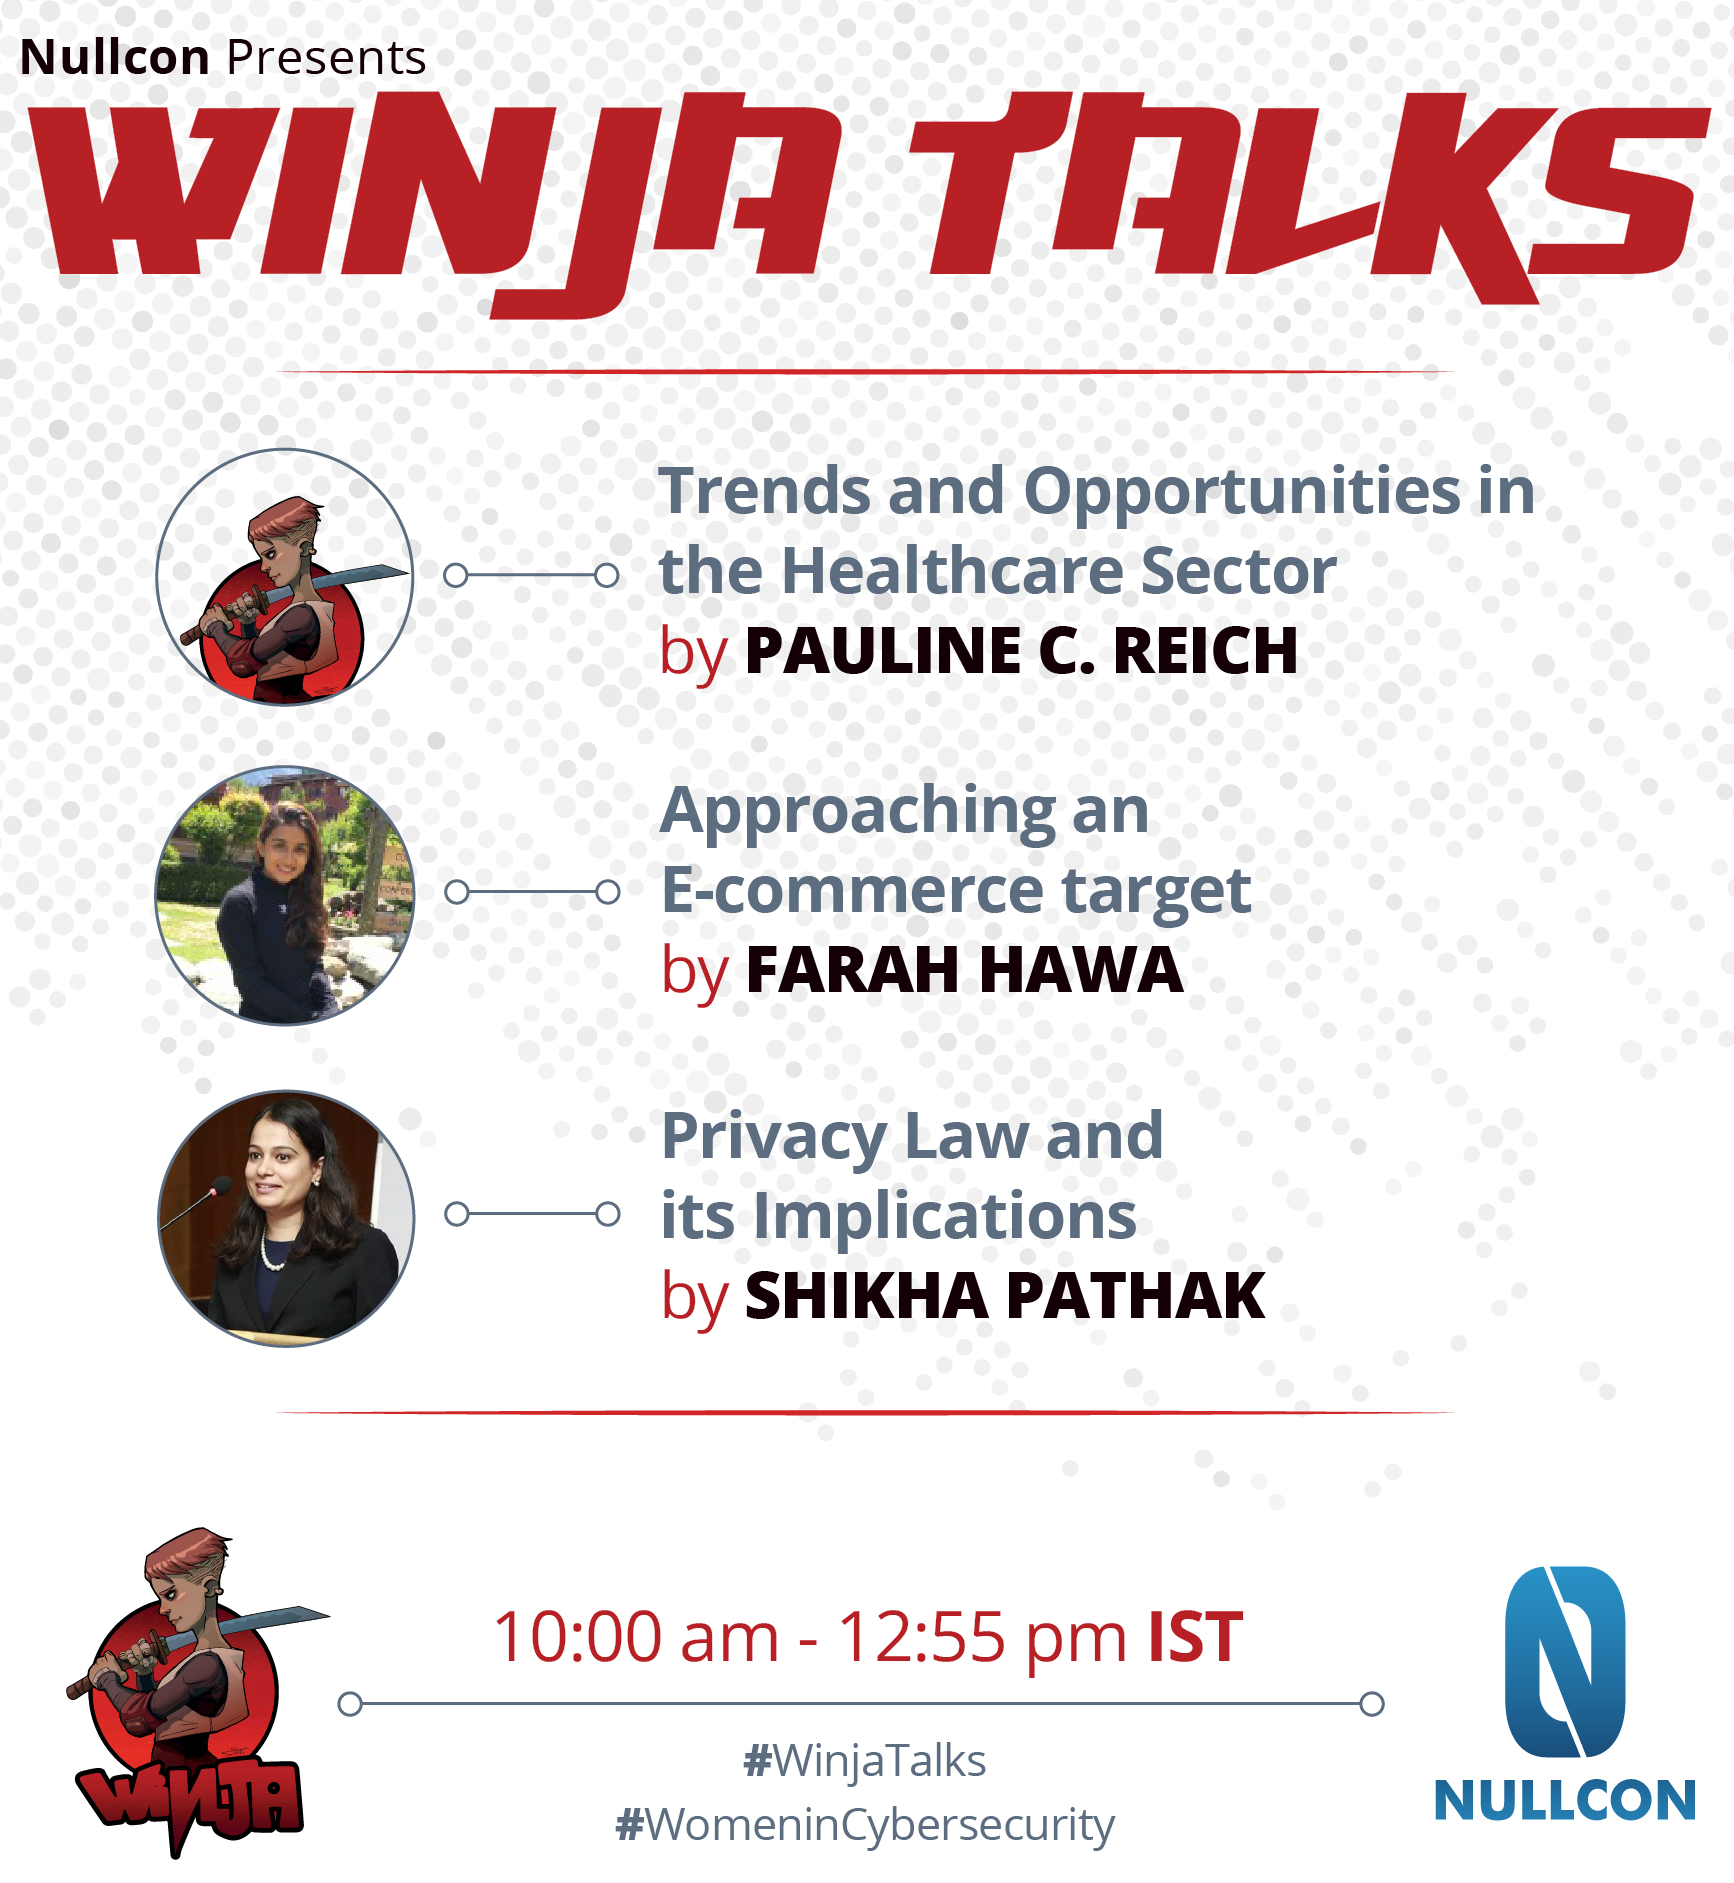 Nullcon Presents
WINJA TALKS
Trends and Opportunities in
the Healthcare Sector
by PAULINE C. REICH
Approaching an
E-commerce target
by FARAH HAWA
Privacy Law and
its Implications
by SHIKHA PATHAK
10:00 am - 12:55 pm IST
#WinjaTalks
#WomeninCybersecurity
WINJA
NULLCON